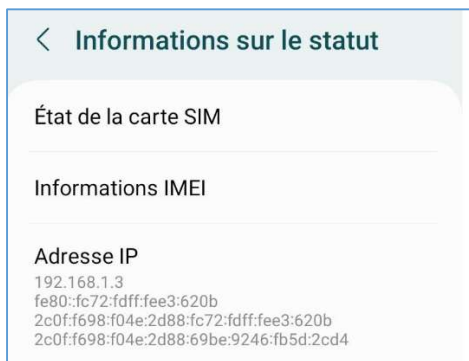 Informations sur le statut
État de la carte SIM
Informations IMEI
Adresse IP
192.168.1.3
fe80::fc72:fdff:fee3:620b
2c0f:f698:f04e:2d88:fc72:fdff:fee3:620b
2c0f:f698:f04e:2d88:69be:9246:fb5d:2cd4